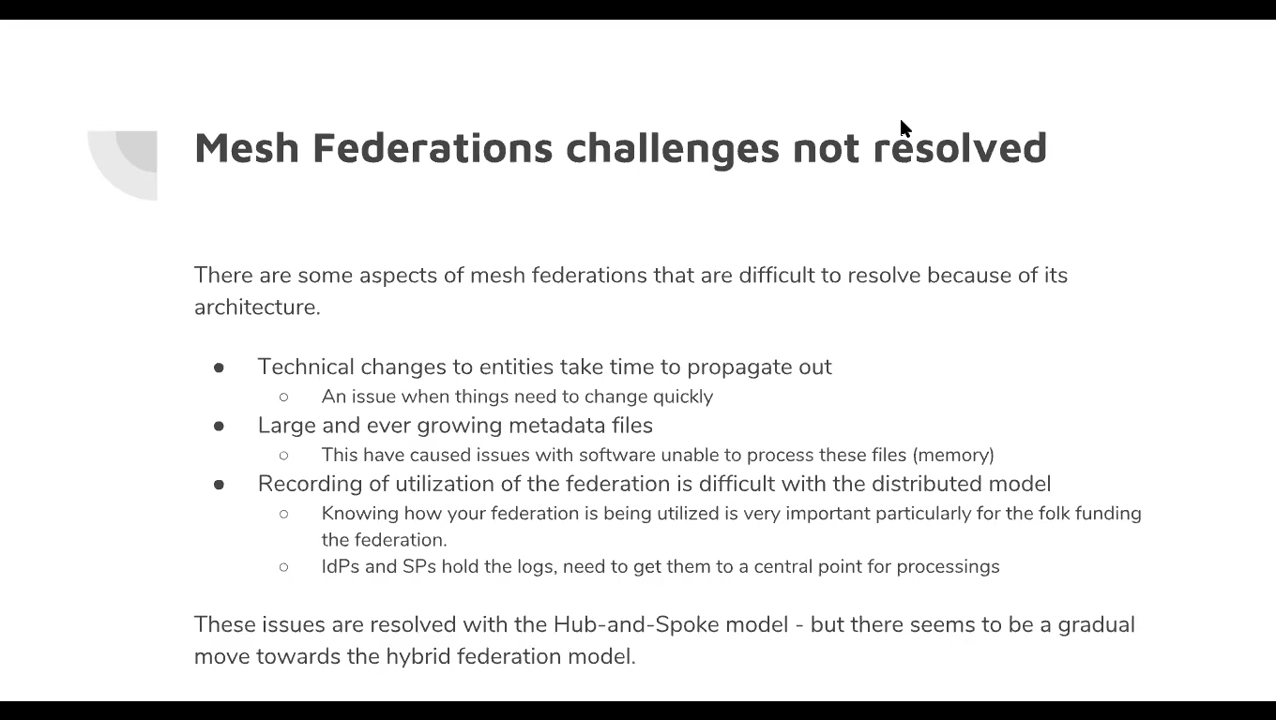 Mesh Federations challenges not resolved
There are some aspects of mesh federations that are difficult to resolve because of its
architecture.
● Technical changes to entities take time to propagate out
○ An issue when things need to change quickly
● Large and ever growing metadata files
○ This have caused issues with software unable to process these files (memory)
● Recording of utilization of the federation is difficult with the distributed model
○ Knowing how your federation is being utilized is very important particularly for the folk funding
the federation.
○ IdPs and SPs hold the logs, need to get them to a central point for processings
These issues are resolved with the Hub-and-Spoke model - but there seems to be a gradual
move towards the hybrid federation model.